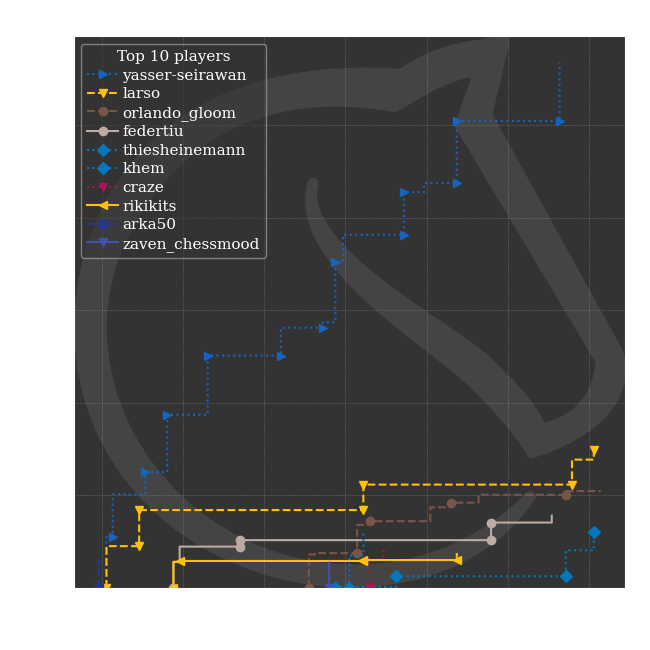 Top 10 players
yasser-seirawan
larso
orlando_gloom
federtiu
thiesheinemann
khem
craze
rikikits
arka50
zaven_chessmood